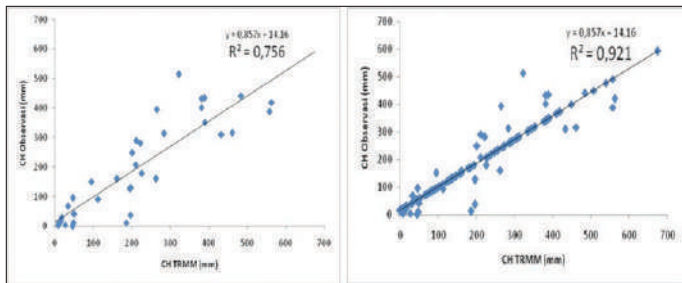 700
600
500
400
300
200
100
0
CH Observasi (mm)
y = 0,857x + 14,16
R² = 0,756
0 100 200 300 400 500 600 700
CH TRMM (mm)
700
600
500
400
300
200
100
0
CH Observasi (mm)
y = 0,857x + 14,16
R² = 0,921
0 100 200 300 400 500 600 700
CH TRMM (mm)